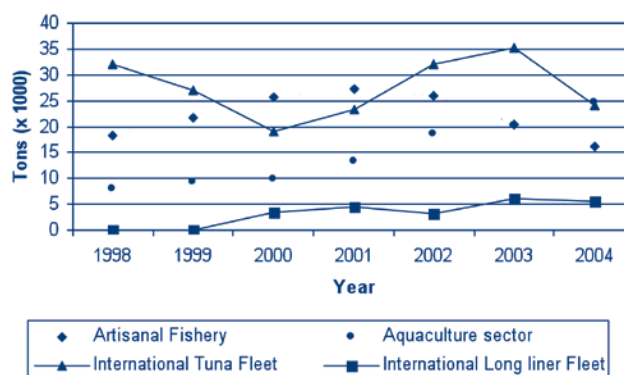 40
35
30
25
20
15
10
5
0
Tons (x 1000)
1998 1999 2000 2001 2002 2003 2004
Year
Artisanal Fishery Aquaculture sector
International Tuna Fleet International Long liner Fleet